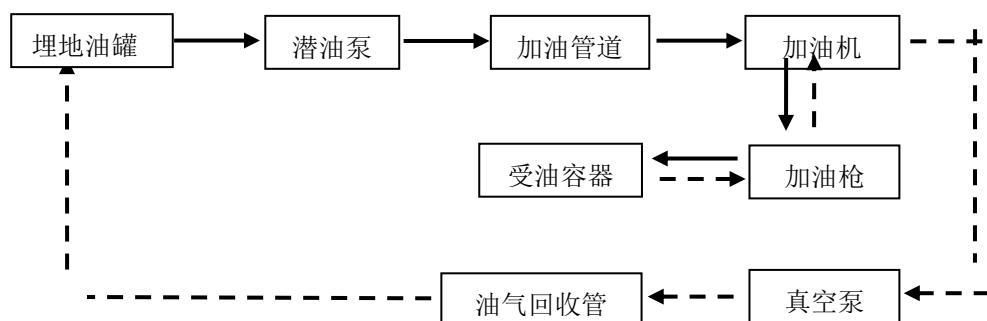 埋地油罐
潜油泵
加油管道
加油机
受油容器
加油枪
油气回收管
真空泵